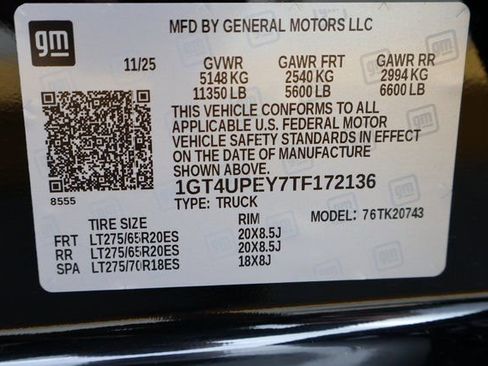 MFD BY GENERAL MOTORS LLC
gm
11/25 GVWR GAWR FRT GAWR RR
5148 KG 2540 KG 2994 KG
11350 LB 5600 LB 6600 LB
THIS VEHICLE CONFORMS TO ALL
APPLICABLE U.S. FEDERAL MOTOR
VEHICLE SAFETY STANDARDS IN EFFECT
ON THE DATE OF MANUFACTURE
SHOWN ABOVE.
1GT4UPEY7TF172136
8555
TYPE: TRUCK
MODEL: 76TK20743
TIRE SIZE RIM
FRT LT275/65R20ES 20X8.5J
RR LT275/65R20ES 20X8.5J
SPA LT275/70R18ES 18X8J